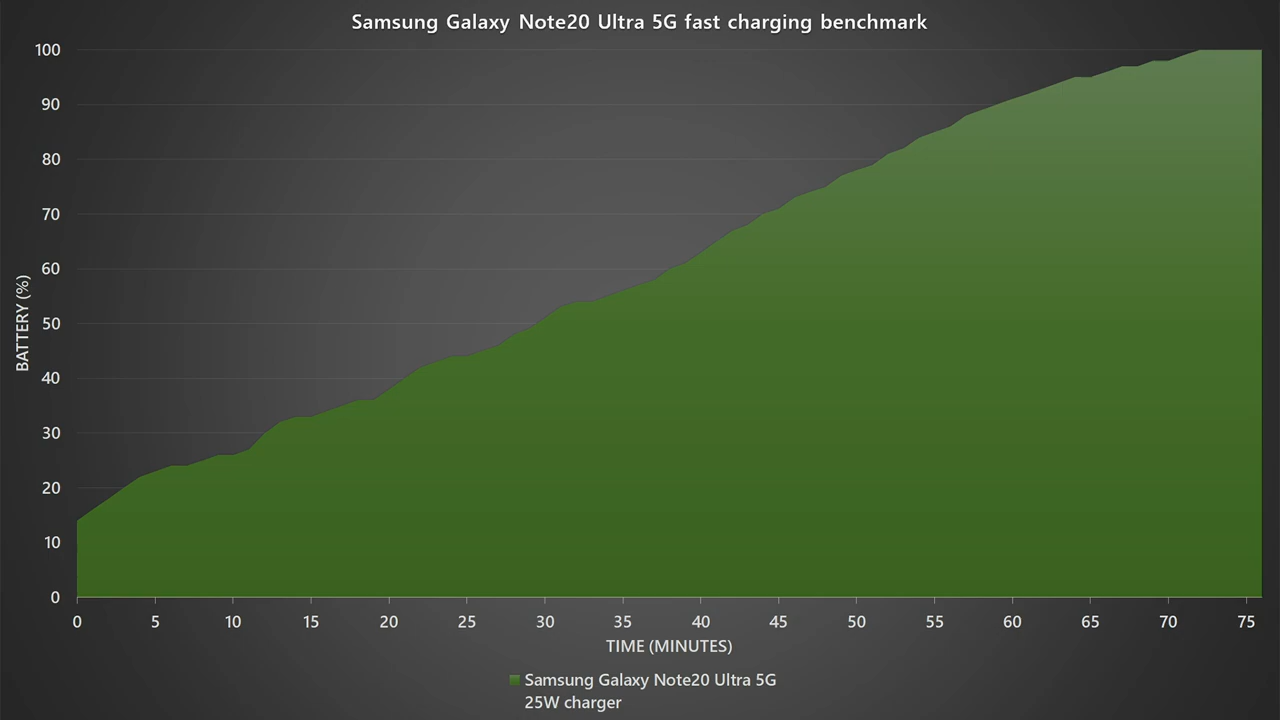 Samsung Galaxy Note20 Ultra 5G fast charging benchmark
100
90
80
70
60
50
40
30
20
10
0
BATTERY (%)
0 5 10 15 20 25 30 35 40 45 50 55 60 65 70 75
TIME (MINUTES)
Samsung Galaxy Note20 Ultra 5G
25W charger